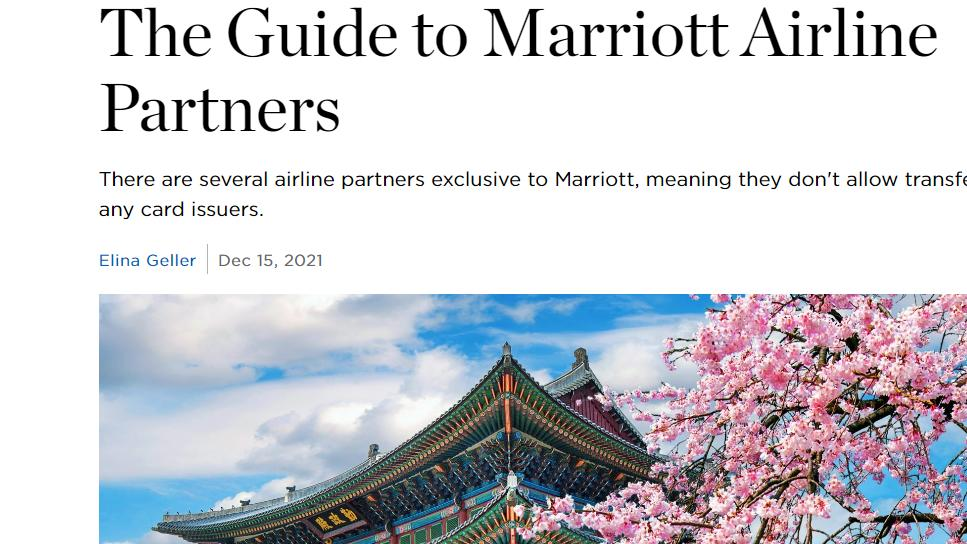 The Guide to Marriott Airline
Partners
There are several airline partners exclusive to Marriott, meaning they don't allow
any card issuers.
Elina Geller
Dec 15, 2021